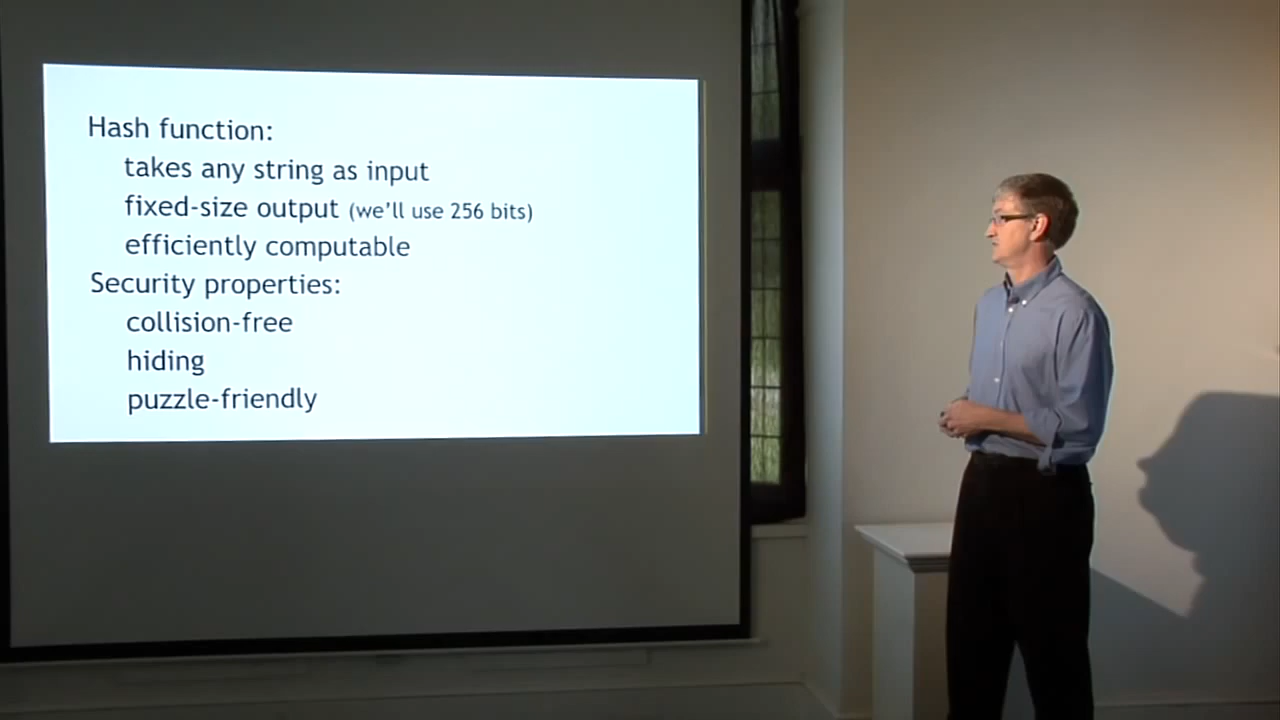 Hash function:
takes any string as input
fixed-size output (we'll use 256 bits)
efficiently computable
Security properties:
collision-free
hiding
puzzle-friendly